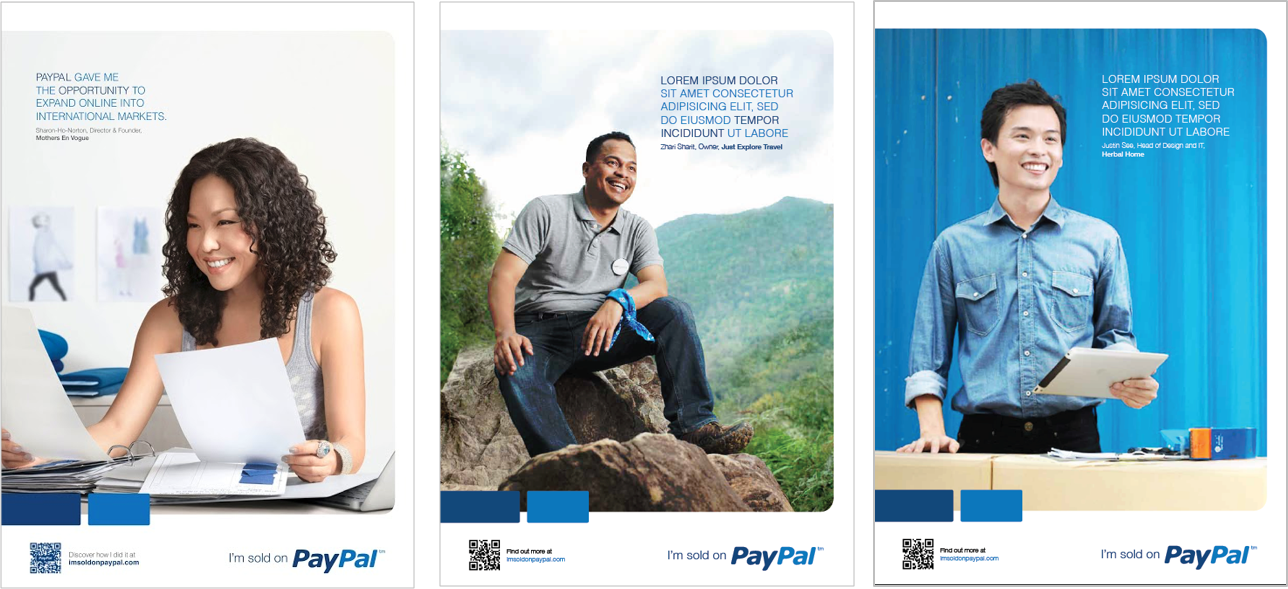 PAYPAL GAVE ME
THE OPPORTUNITY TO
EXPAND ONLINE INTO
INTERNATIONAL MARKETS.
Sharon-Ho-Norton, Director & Founder,
Mothers En Vogue
Discover how I did it at
imsoldonpaypal.com
I'm sold on PayPal™
LOREM IPSUM DOLOR
SIT AMET CONSECTETUR
ADIPISICING ELIT, SED
DO EIUSMOD TEMPOR
INCIDIDUNT UT LABORE
Zhari Sharit, Owner, Just Explore Travel
Find out more at
imsoldonpaypal.com
I'm sold on PayPal™
LOREM IPSUM DOLOR
SIT AMET CONSECTETUR
ADIPISICING ELIT, SED
DO EIUSMOD TEMPOR
INCIDIDUNT UT LABORE
Justin See, Head of Design and IT,
Herbal Home
Find out more at
imsoldonpaypal.com
I'm sold on PayPal™